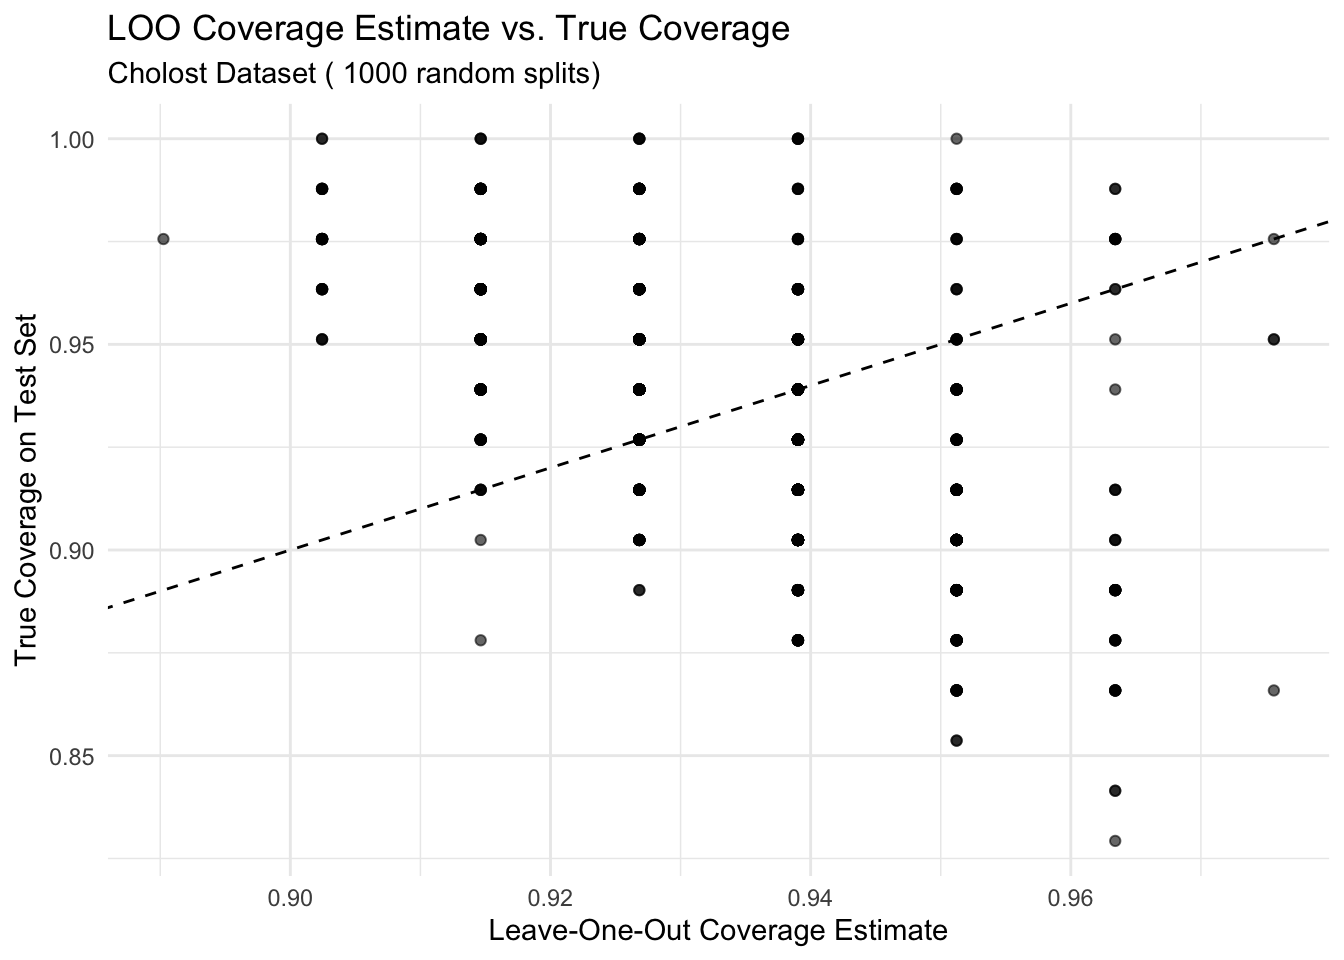 LOO Coverage Estimate vs. True Coverage
Cholost Dataset ( 1000 random splits)
True Coverage on Test Set
1.00
0.95
0.90
0.85
0.90
0.92
0.94
0.96
Leave-One-Out Coverage Estimate